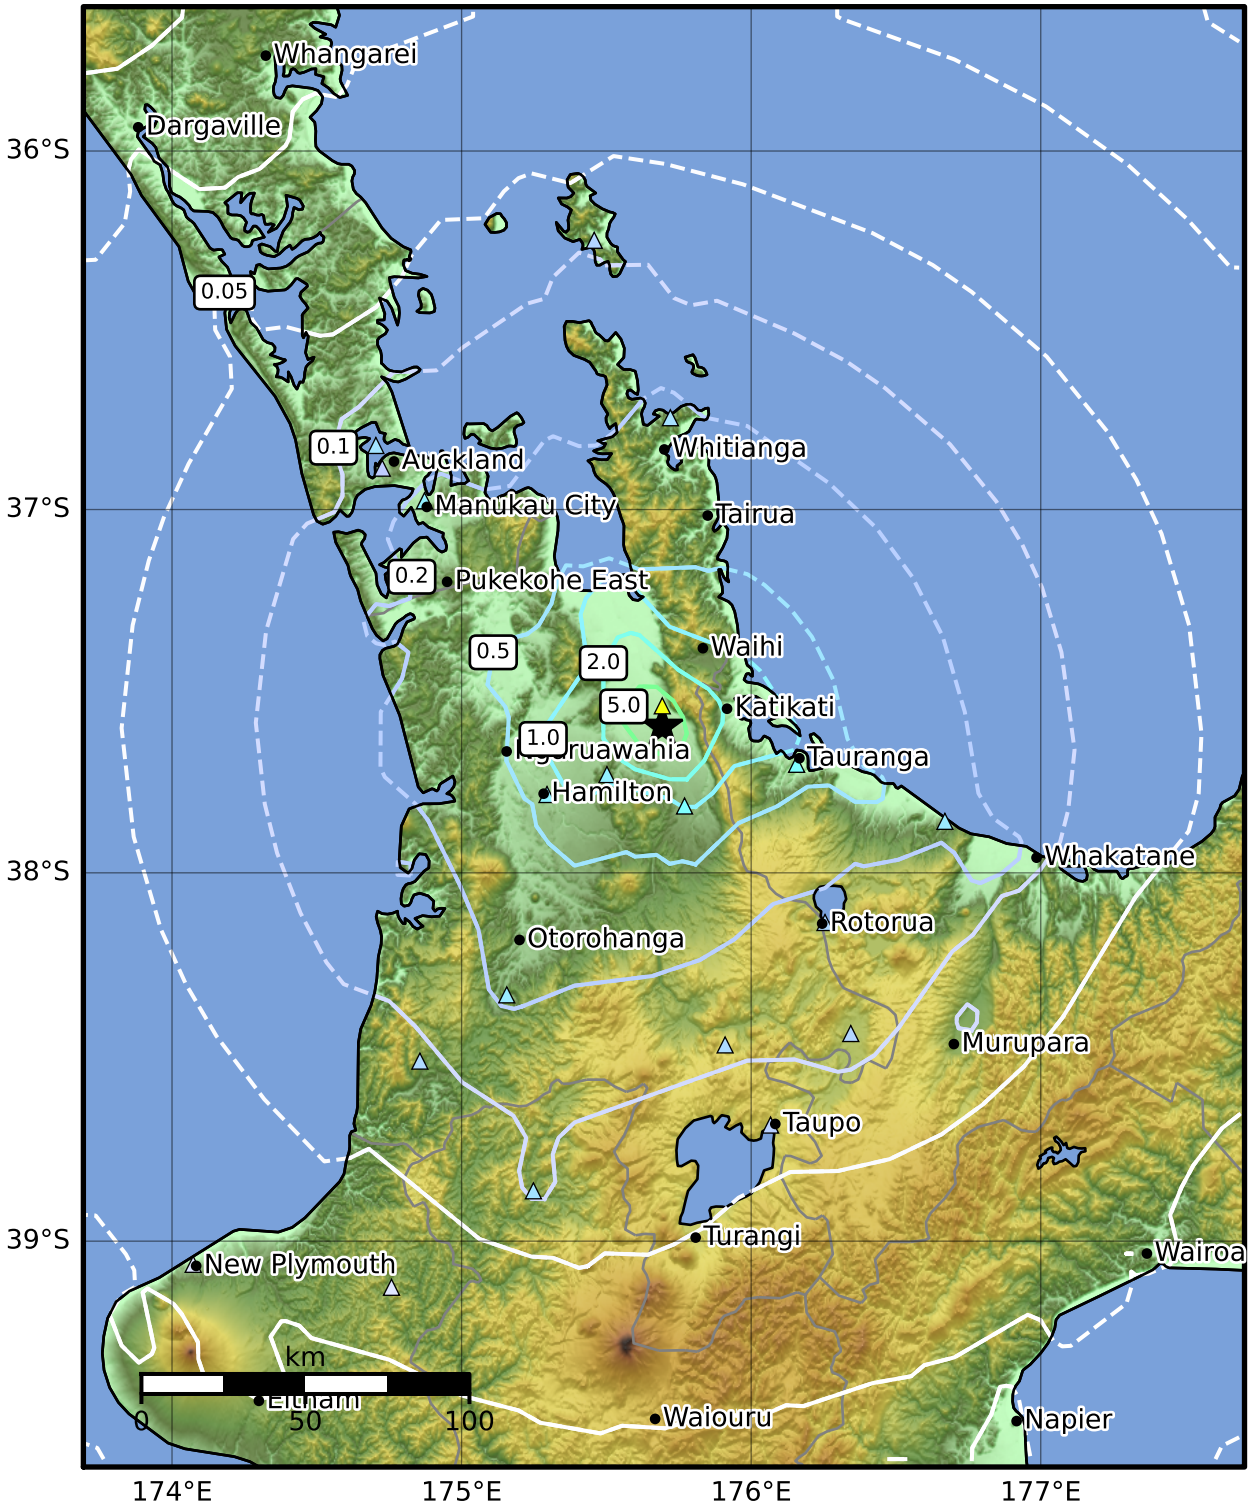 Whangarei
Dargaville
36°S
0.05
0.1
Auckland
Whitianga
37°S
Manukau City
Tairua
0.2
Pukekohe East
0.5
2.0
Waihi
5.0
Katikati
1.0
Tauranga
Hamilton
38°S
Whakatane
Rotorua
Otorohanga
Murupara
Taupo
39°S
Turangi
Wairoa
New Plymouth
km
Eltham
0 50 100
Waiouru
Napier
174°E 175°E 176°E 177°E